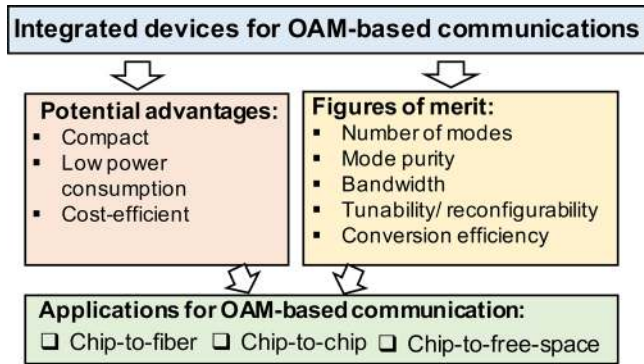 Integrated devices for OAM-based communications
Potential advantages:
▪ Compact
▪ Low power
consumption
▪ Cost-efficient
Figures of merit:
▪ Number of modes
▪ Mode purity
▪ Bandwidth
▪ Tunability/ reconfigurability
▪ Conversion efficiency
Applications for OAM-based communication:
❑ Chip-to-fiber ❑ Chip-to-chip ❑ Chip-to-free-space